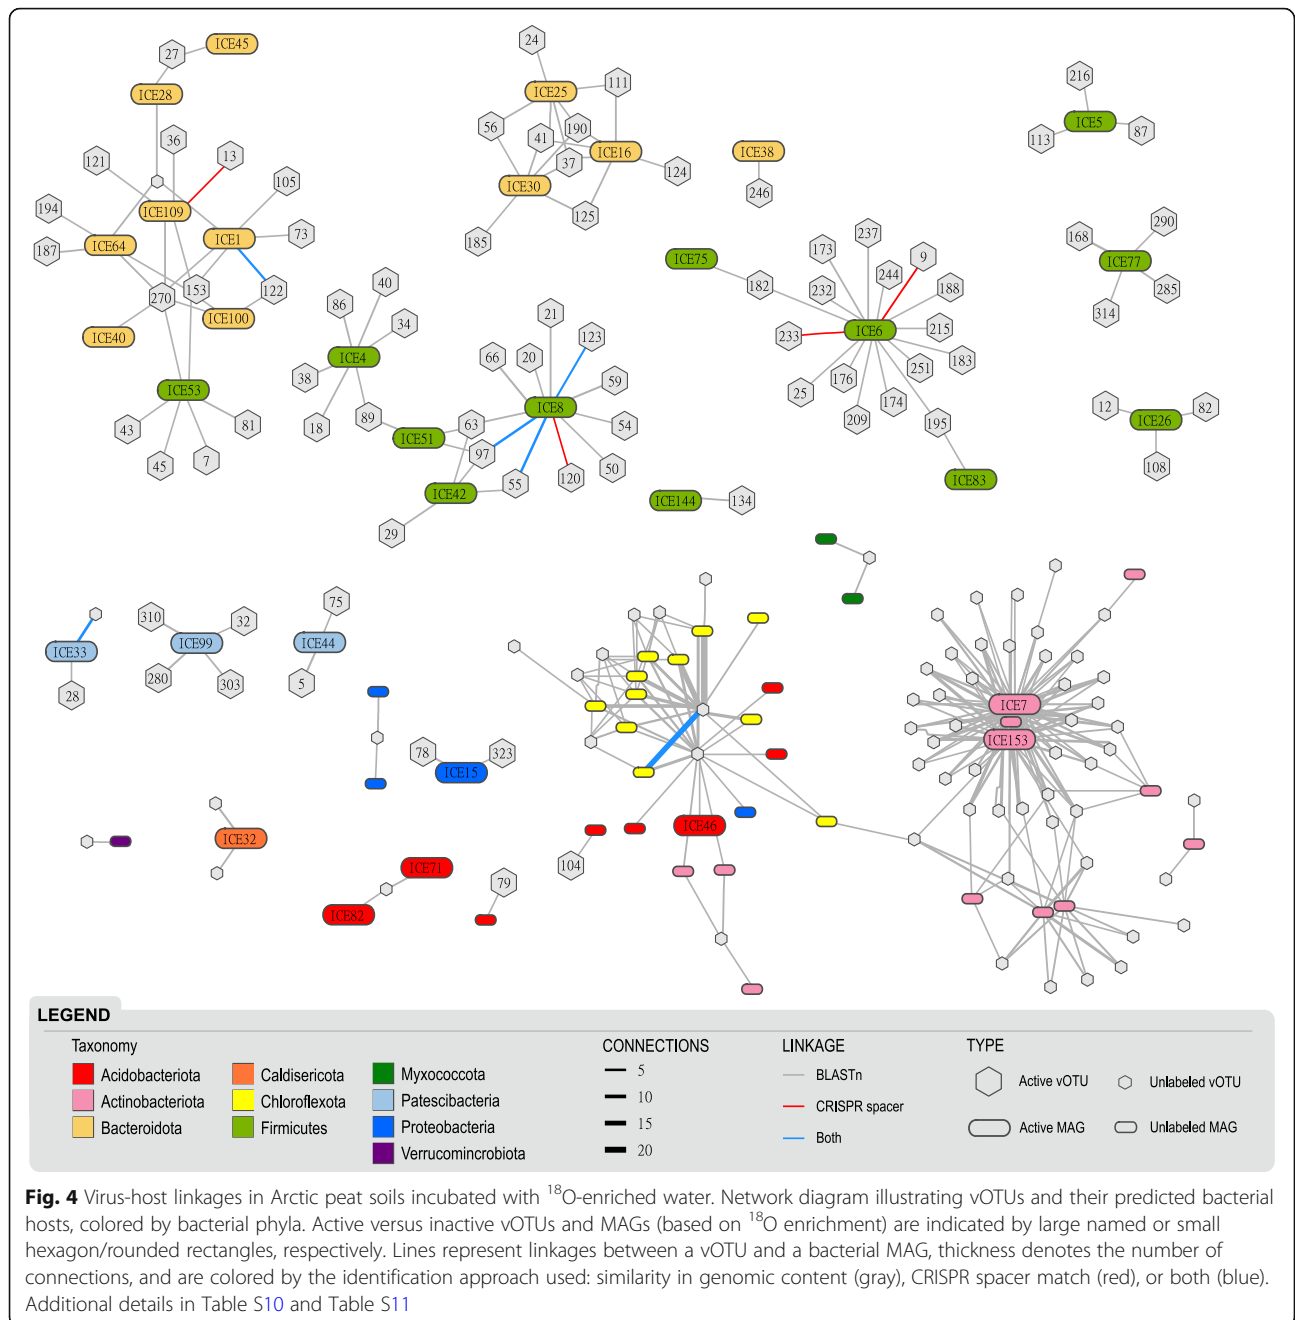 24
27
ICE45
ICE28
ICE25
111
216
36
13
56
41
190
ICE5
113
87
121
105
ICE16
ICE38
37
124
ICE30
246
194
ICE109
ICE64
ICE1
73
187
125
185
237
290
168
173
9
ICE75
ICE77
153
122
270
40
86
182
232
244
188
285
ICE40
ICE100
34
21
123
314
ICE4
233
ICE6
215
183
66
20
251
ICE53
38
59
25
176
174
12
82
43
81
18
89
63
ICE8
54
209
195
ICE26
45
7
ICE51
97
50
108
55
120
ICE42
ICE83
ICE144
134
29
310
32
75
ICE33
ICE99
ICE44
28
280
303
5
ICE7
ICE153
78
323
ICE15
ICE32
ICE46
104
ICE71
79
ICE82
LEGEND
Taxonomy
Acidobacteriota
Actinobacteriota
Bacteroidota
Caldisericota
Chloroflexota
Firmicutes
Myxococcota
Patescibacteria
Proteobacteria
Verrucomincrobiota
CONNECTIONS
5
10
15
20
LINKAGE
BLASTn
CRISPR spacer
Both
TYPE
Active vOTU
Unlabeled vOTU
Active MAG
Unlabeled MAG
Fig. 4 Virus-host linkages in Arctic peat soils incubated with 18O-enriched water. Network diagram illustrating vOTUs and their predicted bacterial
hosts, colored by bacterial phyla. Active versus inactive vOTUs and MAGs (based on 18O enrichment) are indicated by large named or small
hexagon/rounded rectangles, respectively. Lines represent linkages between a vOTU and a bacterial MAG, thickness denotes the number of
connections, and are colored by the identification approach used: similarity in genomic content (gray), CRISPR spacer match (red), or both (blue).
Additional details in Table S10 and Table S11